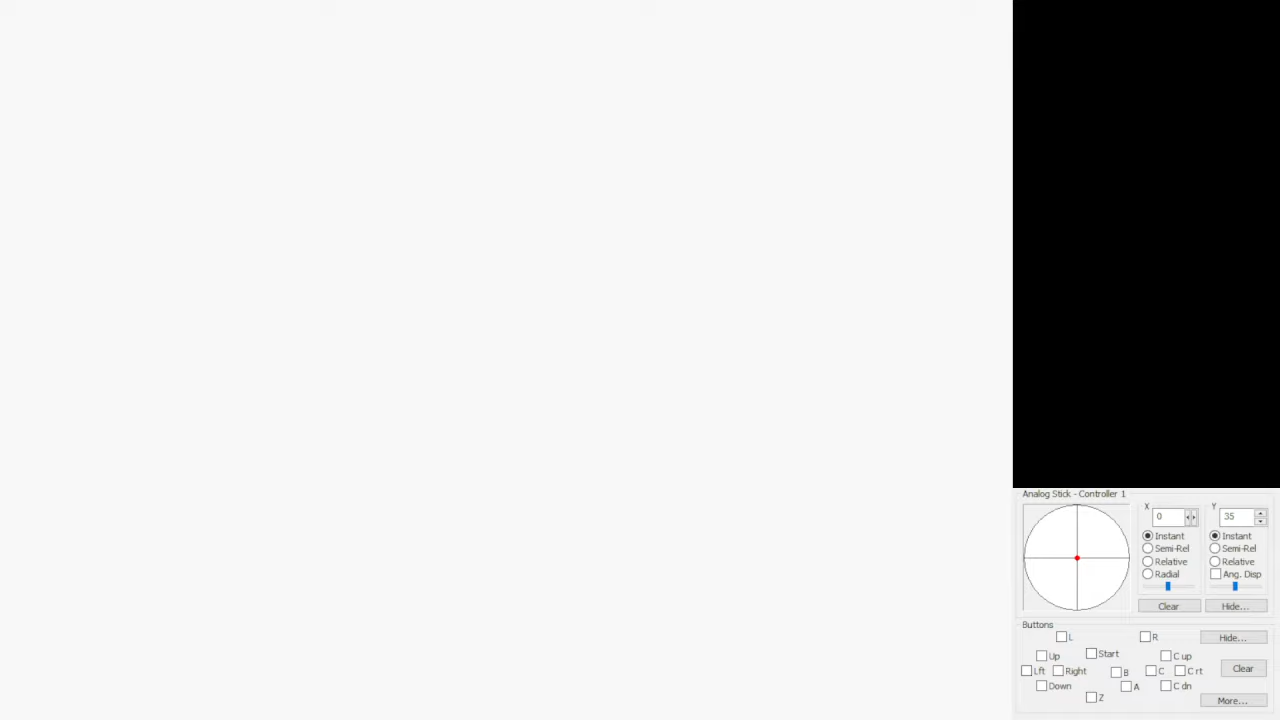 Analog Stick - Controller 1
X
0
Y
35
Instant
Instant
Semi-Rel
Semi-Rel
Relative
Relative
Radial
Ang. Disp
Clear
Hide...
Buttons
L
R
Hide...
Up
Start
C up
Lft
Right
B
C
C rt
Clear
Down
A
C dn
Z
More...